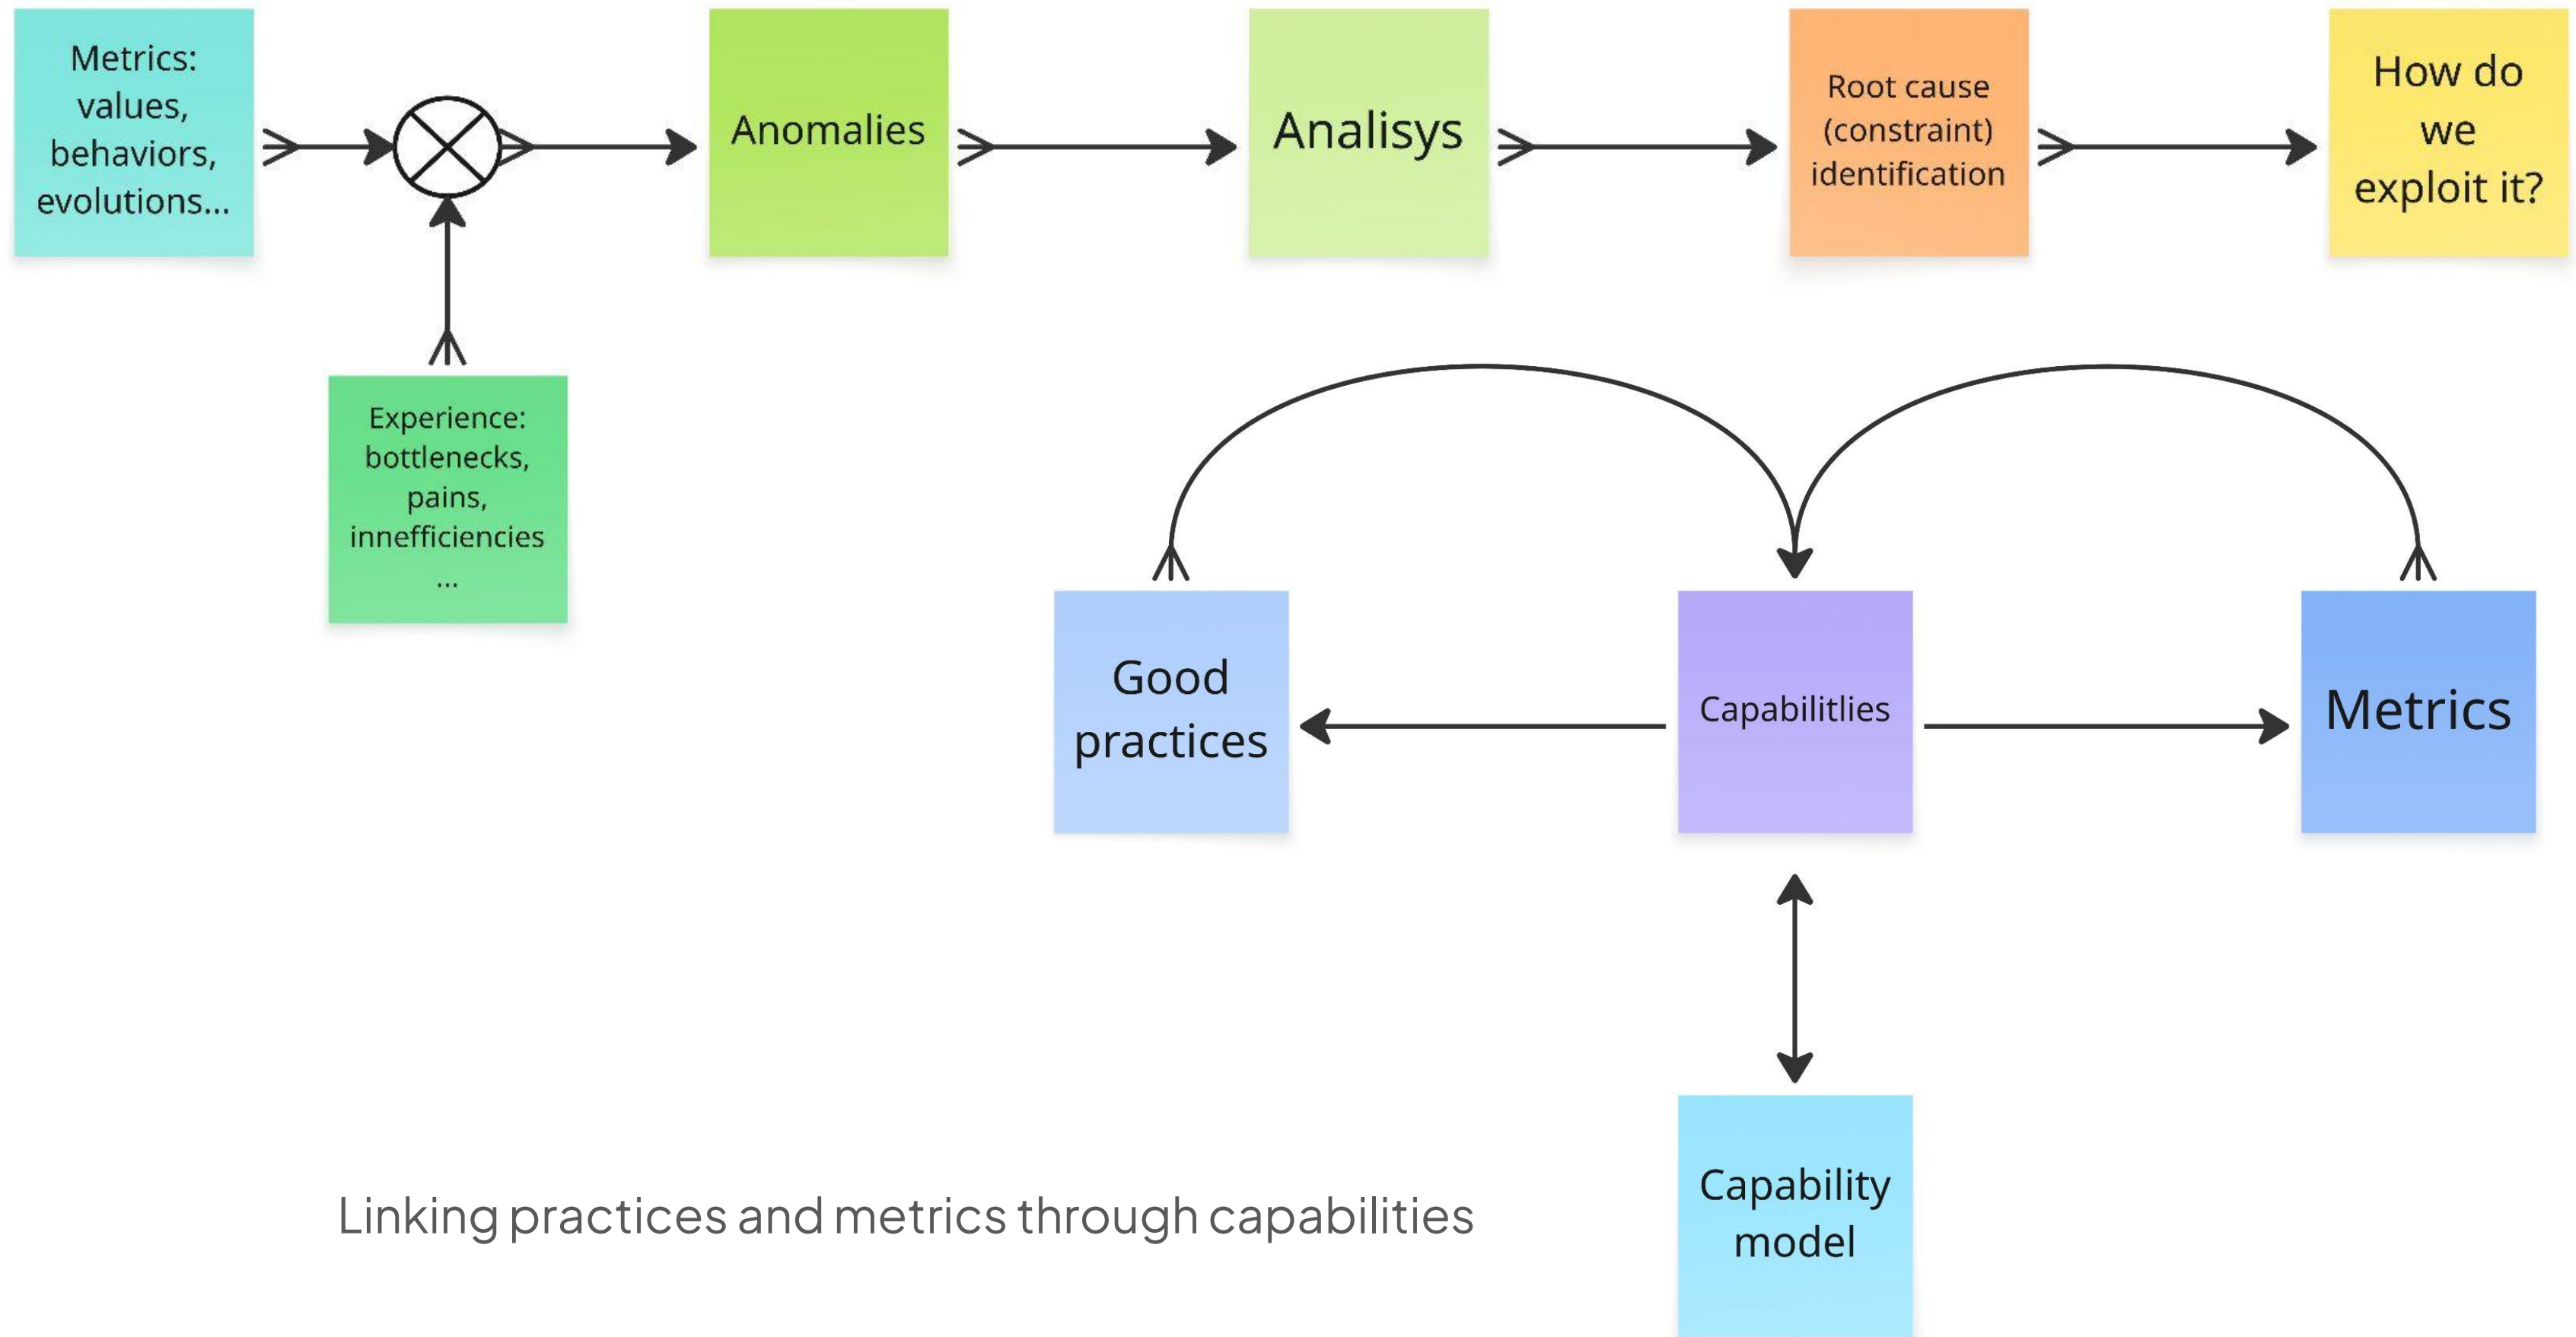 Metrics:
values,
behaviors,
evolutions...
Anomalies
Analisys
Root cause
(constraint)
identification
How do
we
exploit it?
Experience:
bottlenecks,
pains,
innefficiencies
...
Good
practices
Capabilitlies
Metrics
Capability
model
Linking practices and metrics through capabilities